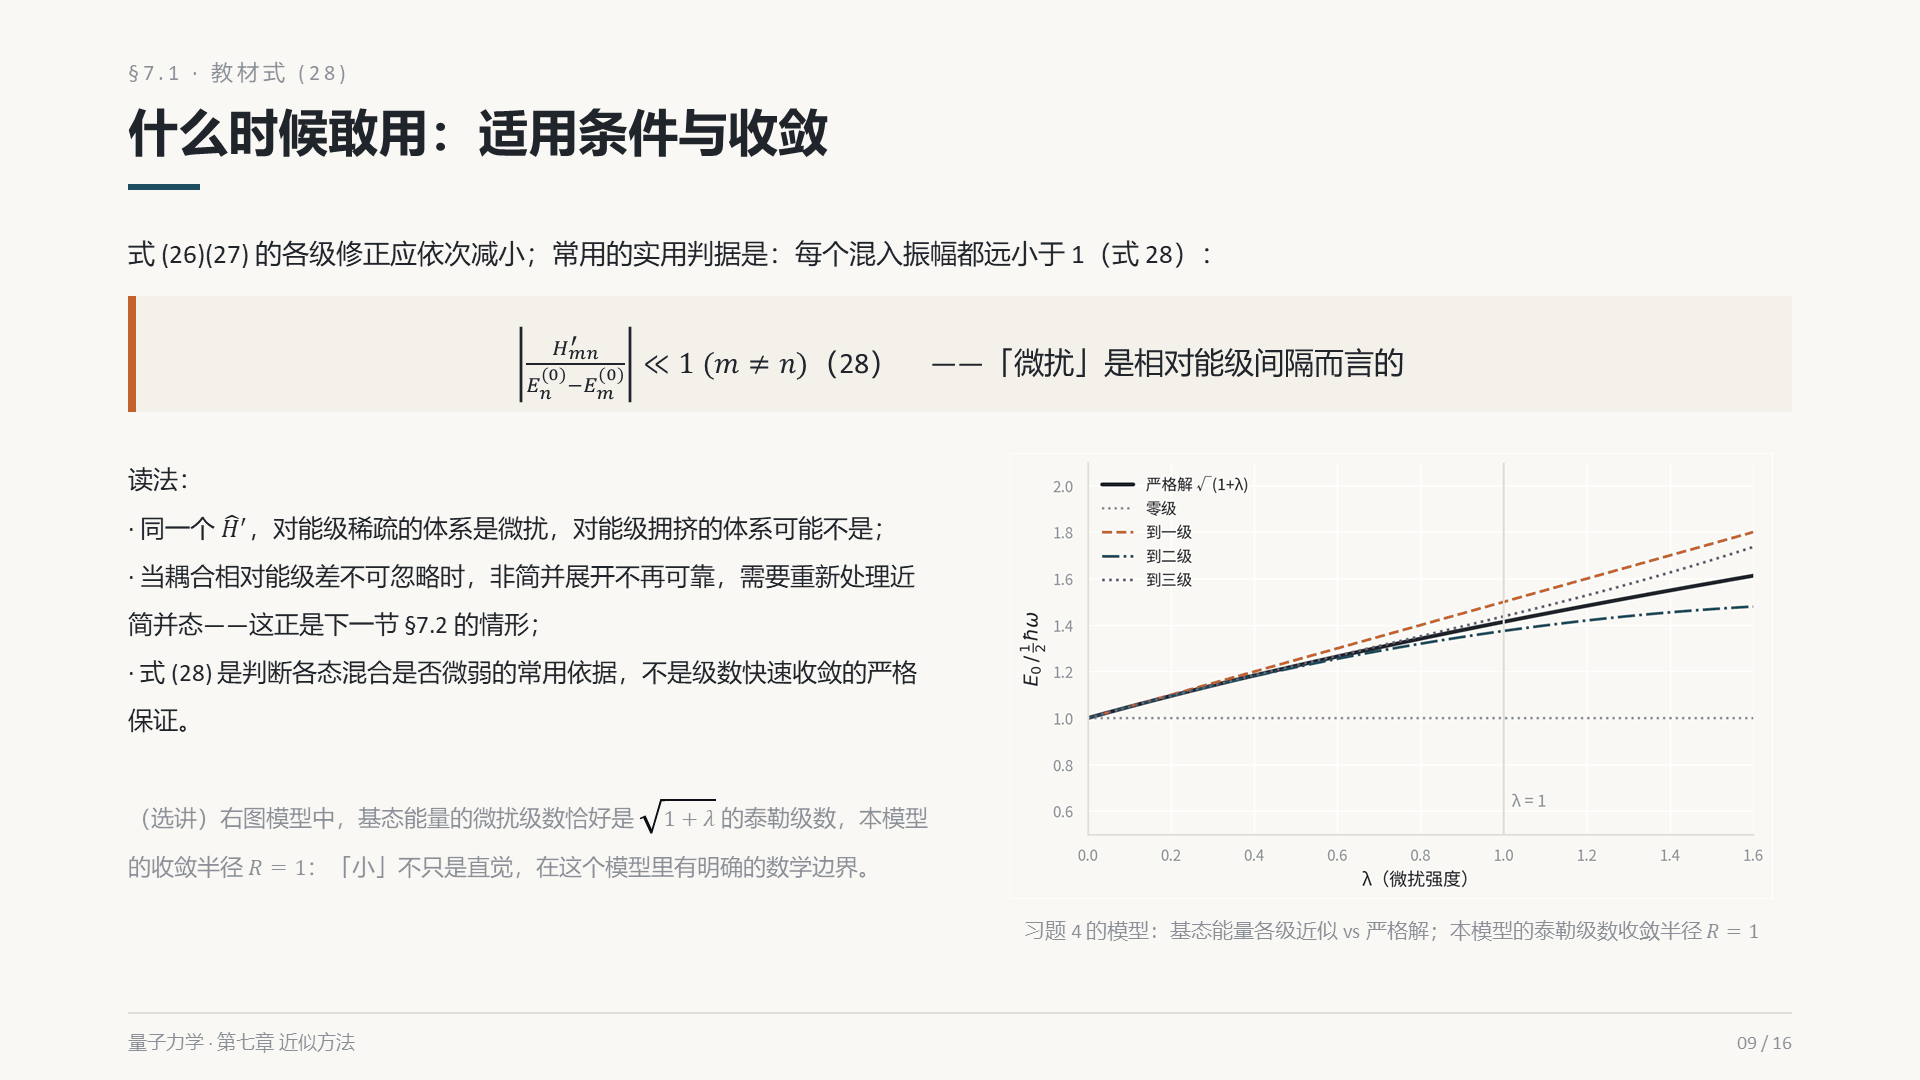 §7.1 · 教材式 (28)
什么时候敢用：适用条件与收敛
式 (26)(27) 的各级修正应依次减小；常用的实用判据是：每个混入振幅都远小于 1（式 28）：
|H′ₘₙ / (Eₙ⁽⁰⁾−Eₘ⁽⁰⁾)| ≪ 1 (m ≠ n)（28） ——「微扰」是相对能级间隔而言的
读法：
· 同一个 Ĥ′，对能级稀疏的体系是微扰，对能级拥挤的体系可能不是；
· 当耦合相对能级差不可忽略时，非简并展开不再可靠，需要重新处理近
简并态——这正是下一节 §7.2 的情形；
· 式 (28) 是判断各态混合是否微弱的常用依据，不是级数快速收敛的严格
保证。
（选讲）右图模型中，基态能量的微扰级数恰好是 √(1 + λ) 的泰勒级数，本模型
的收敛半径 R = 1：「小」不只是直觉，在这个模型里有明确的数学边界。
严格解 √(1+λ)
零级
到一级
到二级
到三级
2.0
1.8
1.6
1.4
1.2
1.0
0.8
0.6
E₀ / ½ħω
λ = 1
0.0 0.2 0.4 0.6 0.8 1.0 1.2 1.4 1.6
λ（微扰强度）
习题 4 的模型：基态能量各级近似 vs 严格解；本模型的泰勒级数收敛半径 R = 1
量子力学 · 第七章 近似方法
09 / 16